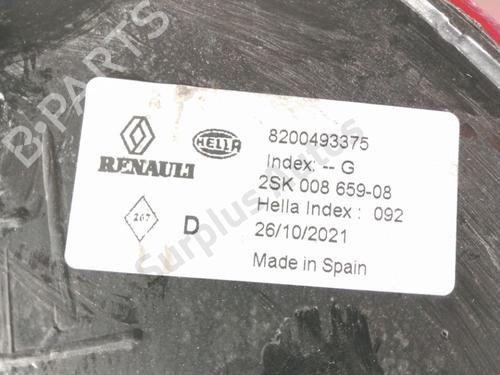 B-PARTS
RENAULT
HELLA
8200493375
Index: -- G
2SK 008 659-08
Hella Index : 092
267
D
26/10/2021
Made in Spain
Surplus Autos